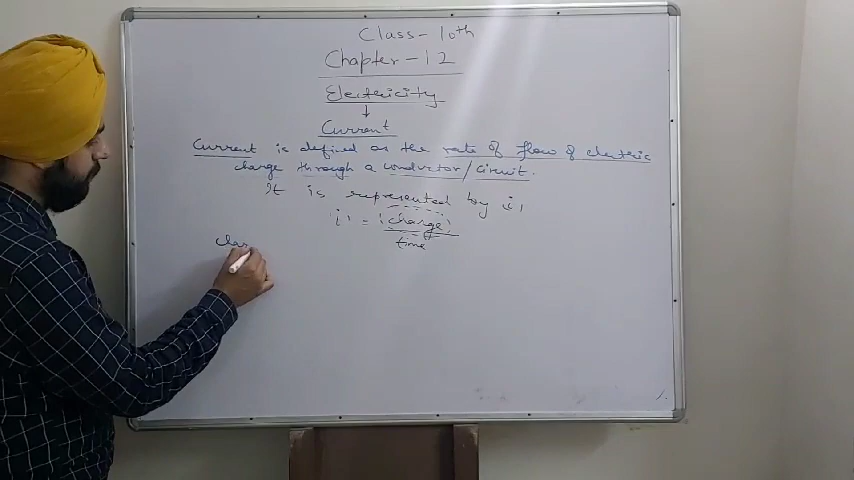 Class- 10th
Chapter - 12
Electricity
↓
Current
Current is defined as the rate of flow of electric
charge through a conductor/circuit.
It is represented by 'i'
'i' = 'charge'
time